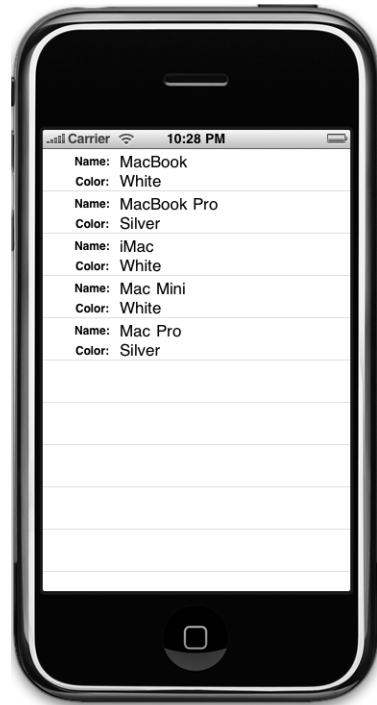 Carrier 10:28 PM
Name: MacBook
Color: White
Name: MacBook Pro
Color: Silver
Name: iMac
Color: White
Name: Mac Mini
Color: White
Name: Mac Pro
Color: Silver